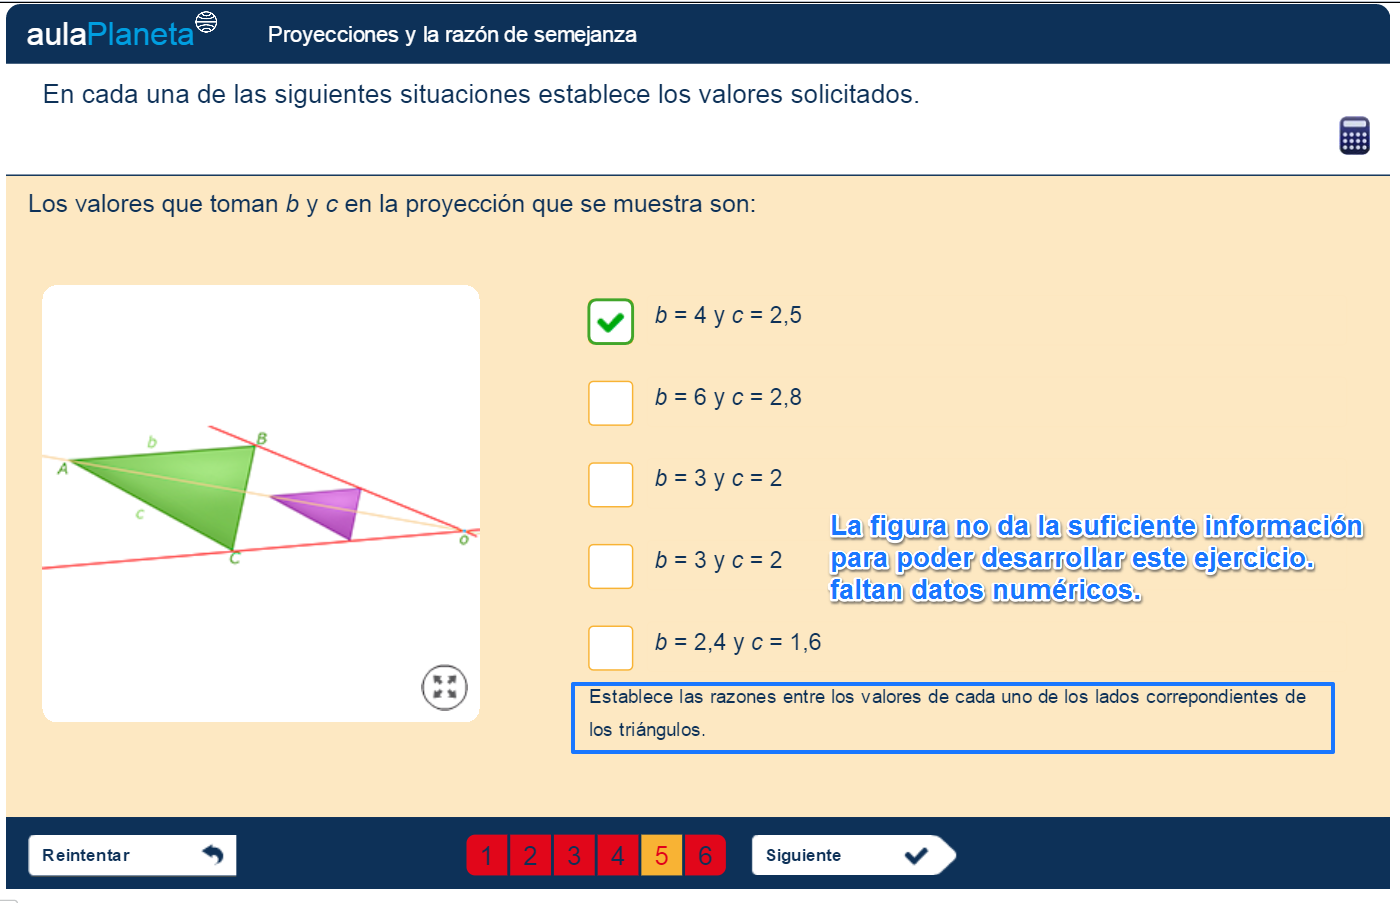 aulaPlaneta
Proyecciones y la razón de semejanza
En cada una de las siguientes situaciones establece los valores solicitados.
Los valores que toman b y c en la proyección que se muestra son:
b
B
A
c
C
o
b = 4 y c = 2,5
b = 6 y c = 2,8
b = 3 y c = 2
b = 3 y c = 2
b = 2,4 y c = 1,6
La figura no da la suficiente información
para poder desarrollar este ejercicio.
faltan datos numéricos.
Establece las razones entre los valores de cada uno de los lados correpondientes de
los triángulos.
Reintentar
1 2 3 4 5 6
Siguiente